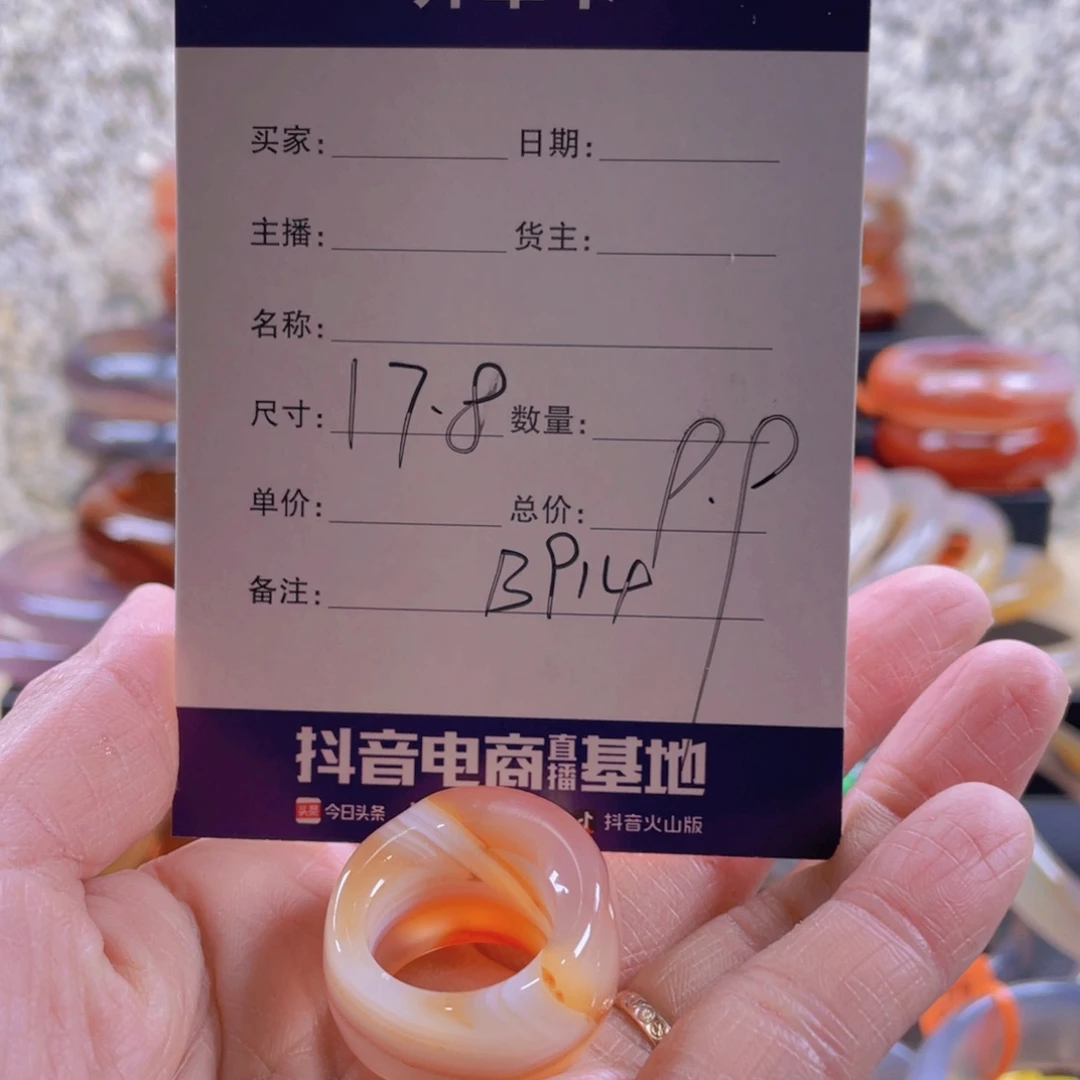 买家: 日期:
主播: 货主:
名称:
尺寸: 17.8 数量:
单价: 总价: P.P
备注: BP14
抖音电商直播基地
头条 今日头条 抖音火山版